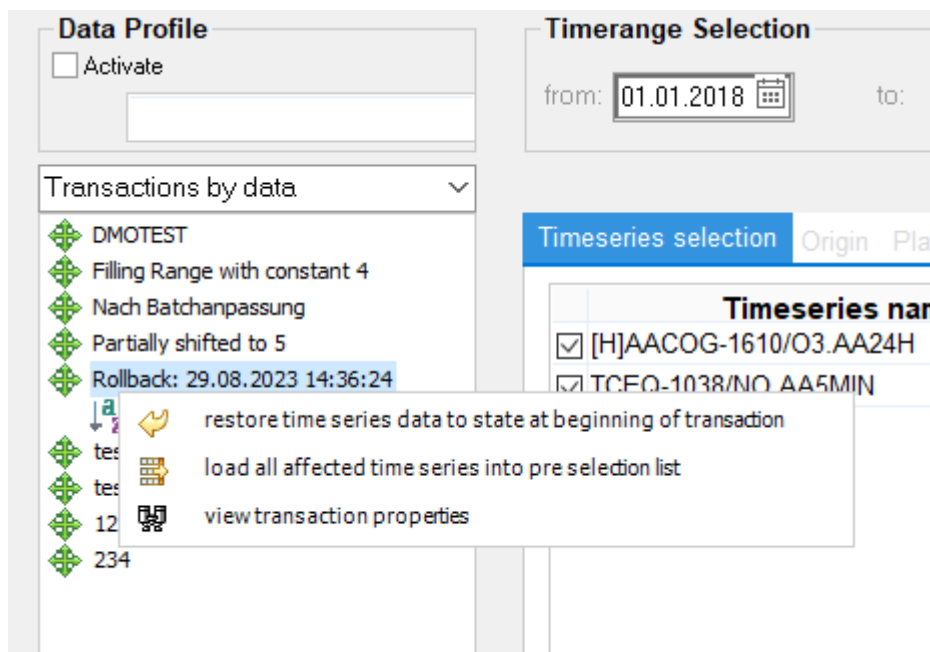 Data Profile
Activate
Timerange Selection
from: 01.01.2018 to:
Transactions by data
DMOTEST
Filling Range with constant 4
Nach Batchanpassung
Partially shifted to 5
Rollback: 29.08.2023 14:36:24
restore time series data to state at beginning of transaction
load all affected time series into pre selection list
view transaction properties
tes
tes
12
234
Timeseries selection Origin Pla
Timeseries nar
[H]AACOG-1610/O3.AA24H
TCEQ-1038/NO.AA5MIN